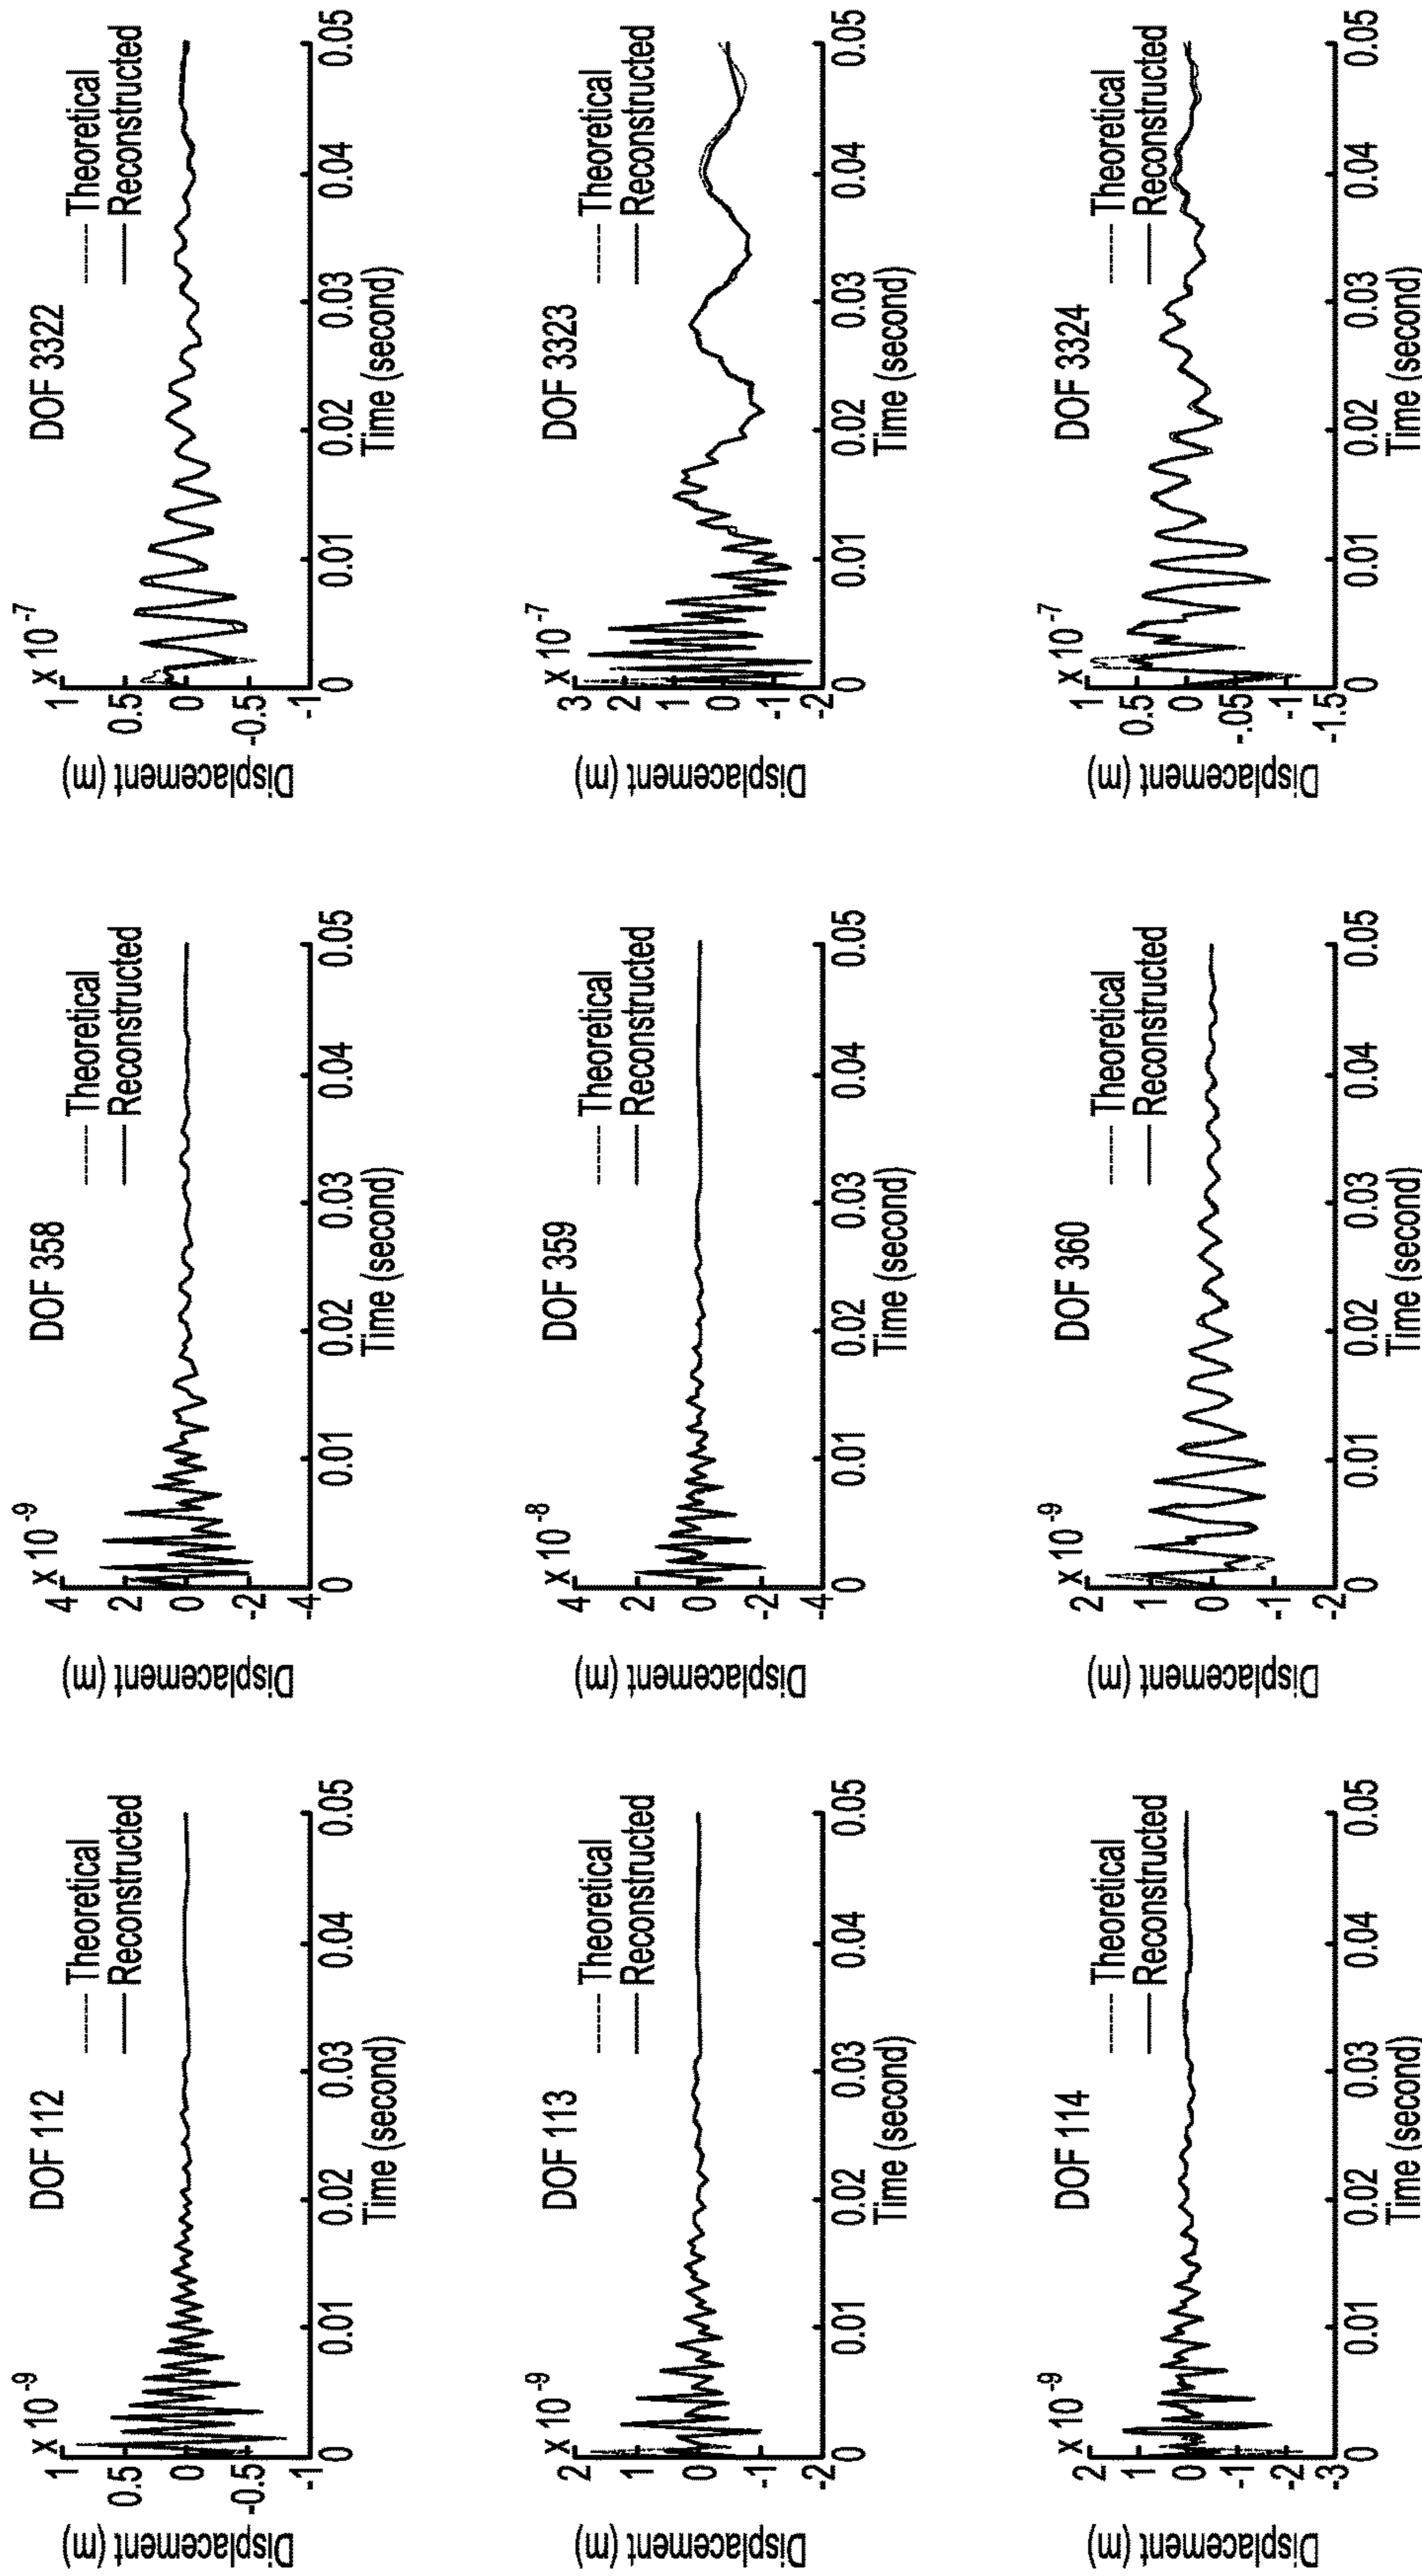 DOF 112
x 10-9
Theoretical
Reconstructed
Displacement (m)
1
0.5
0
-0.5
-1
0 0.01 0.02 0.03 0.04 0.05
Time (second)
DOF 358
x 10-9
Theoretical
Reconstructed
Displacement (m)
4
2
0
-2
-4
0 0.01 0.02 0.03 0.04 0.05
Time (second)
DOF 3322
x 10-7
Theoretical
Reconstructed
Displacement (m)
1
0.5
0
-0.5
-1
0 0.01 0.02 0.03 0.04 0.05
Time (second)
DOF 113
x 10-9
Theoretical
Reconstructed
Displacement (m)
2
1
0
-1
-2
0 0.01 0.02 0.03 0.04 0.05
Time (second)
DOF 359
x 10-8
Theoretical
Reconstructed
Displacement (m)
4
2
0
-2
-4
0 0.01 0.02 0.03 0.04 0.05
Time (second)
DOF 3323
x 10-7
Theoretical
Reconstructed
Displacement (m)
3
2
1
0
-1
-2
0 0.01 0.02 0.03 0.04 0.05
Time (second)
DOF 114
x 10-9
Theoretical
Reconstructed
Displacement (m)
2
1
0
-1
-2
-3
0 0.01 0.02 0.03 0.04 0.05
Time (second)
DOF 360
x 10-9
Theoretical
Reconstructed
Displacement (m)
2
1
0
-1
-2
0 0.01 0.02 0.03 0.04 0.05
Time (second)
DOF 3324
x 10-7
Theoretical
Reconstructed
Displacement (m)
1
0.5
0
-.05
-1
-1.5
0 0.01 0.02 0.03 0.04 0.05
Time (second)